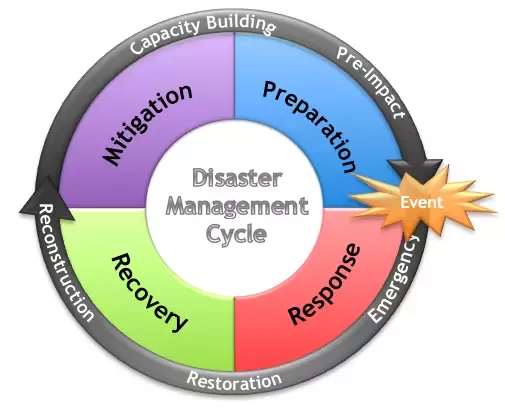 Capacity Building
Pre-Impact
Mitigation
Preparation
Disaster
Management
Cycle
Event
Reconstruction
Recovery
Response
Emergency
Restoration